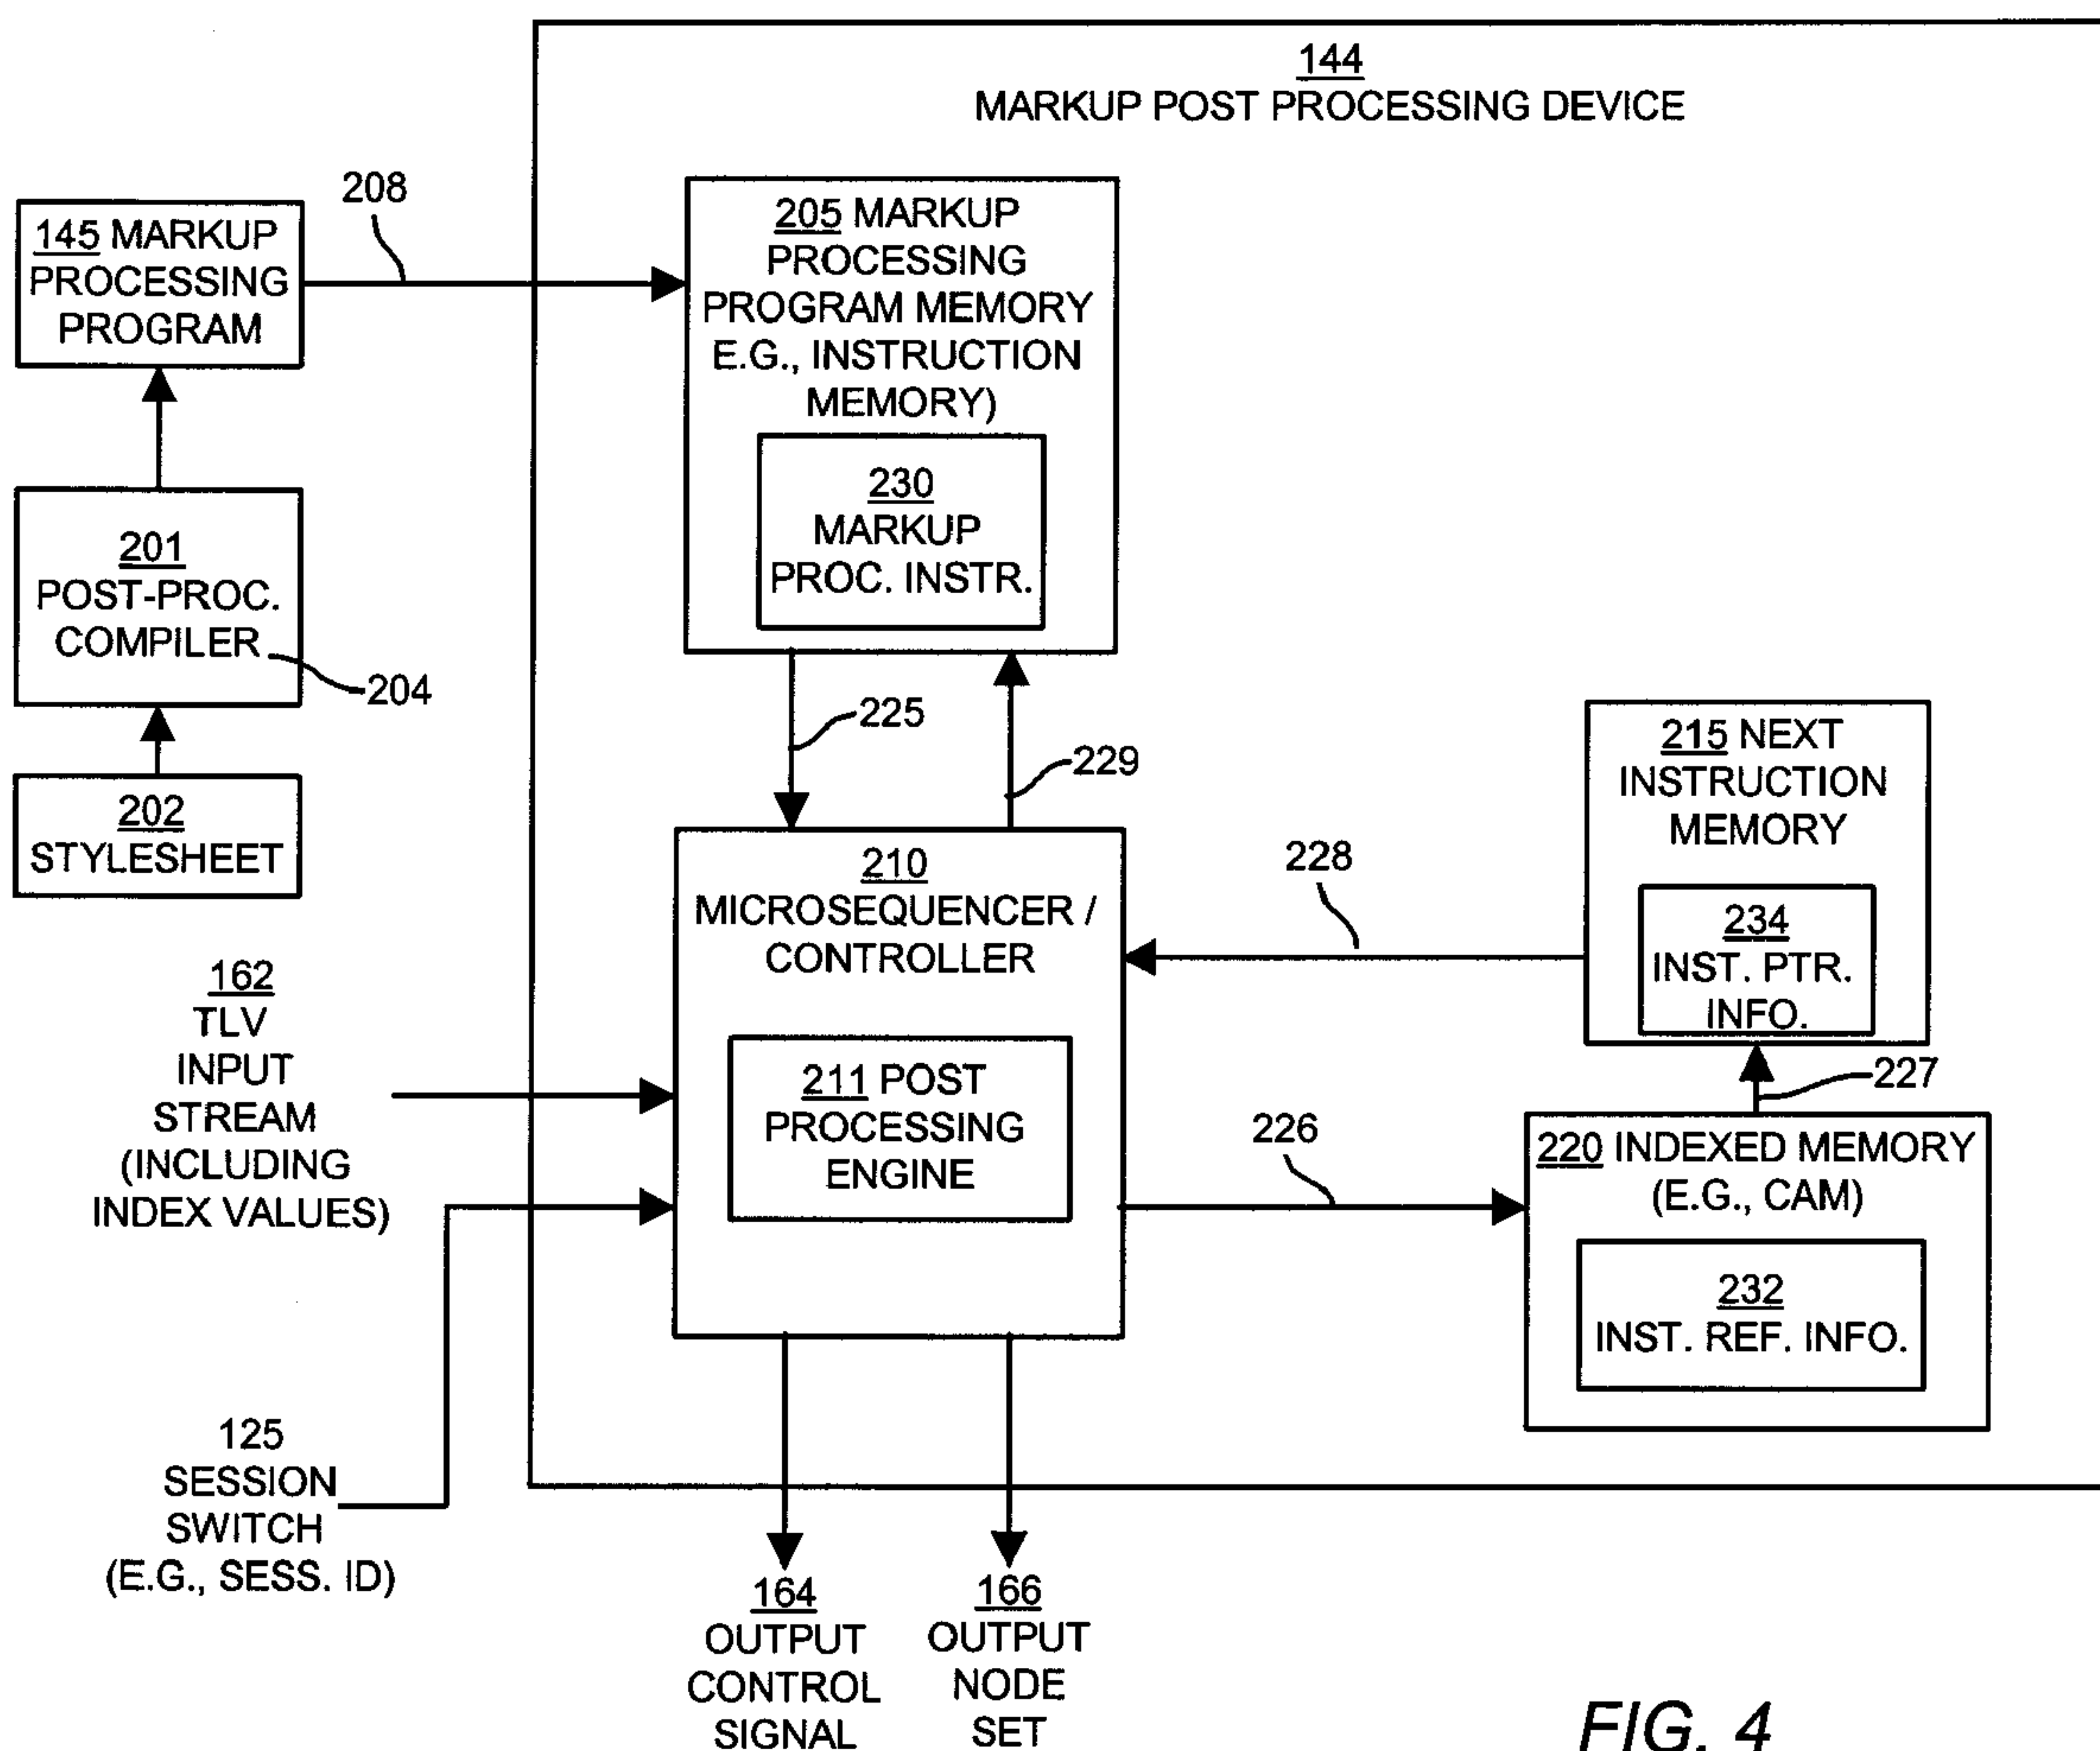 144
MARKUP POST PROCESSING DEVICE
208
145 MARKUP
PROCESSING
PROGRAM
205 MARKUP
PROCESSING
PROGRAM MEMORY
E.G., INSTRUCTION
MEMORY)
230
MARKUP
PROC. INSTR.
201
POST-PROC.
COMPILER
204
202
STYLESHEET
225
229
215 NEXT
INSTRUCTION
MEMORY
234
INST. PTR.
INFO.
228
210
MICROSEQUENCER /
CONTROLLER
211 POST
PROCESSING
ENGINE
162
TLV
INPUT
STREAM
(INCLUDING
INDEX VALUES)
227
226
220 INDEXED MEMORY
(E.G., CAM)
232
INST. REF. INFO.
125
SESSION
SWITCH
(E.G., SESS. ID)
164
OUTPUT
CONTROL
SIGNAL
166
OUTPUT
NODE
SET
FIG. 4